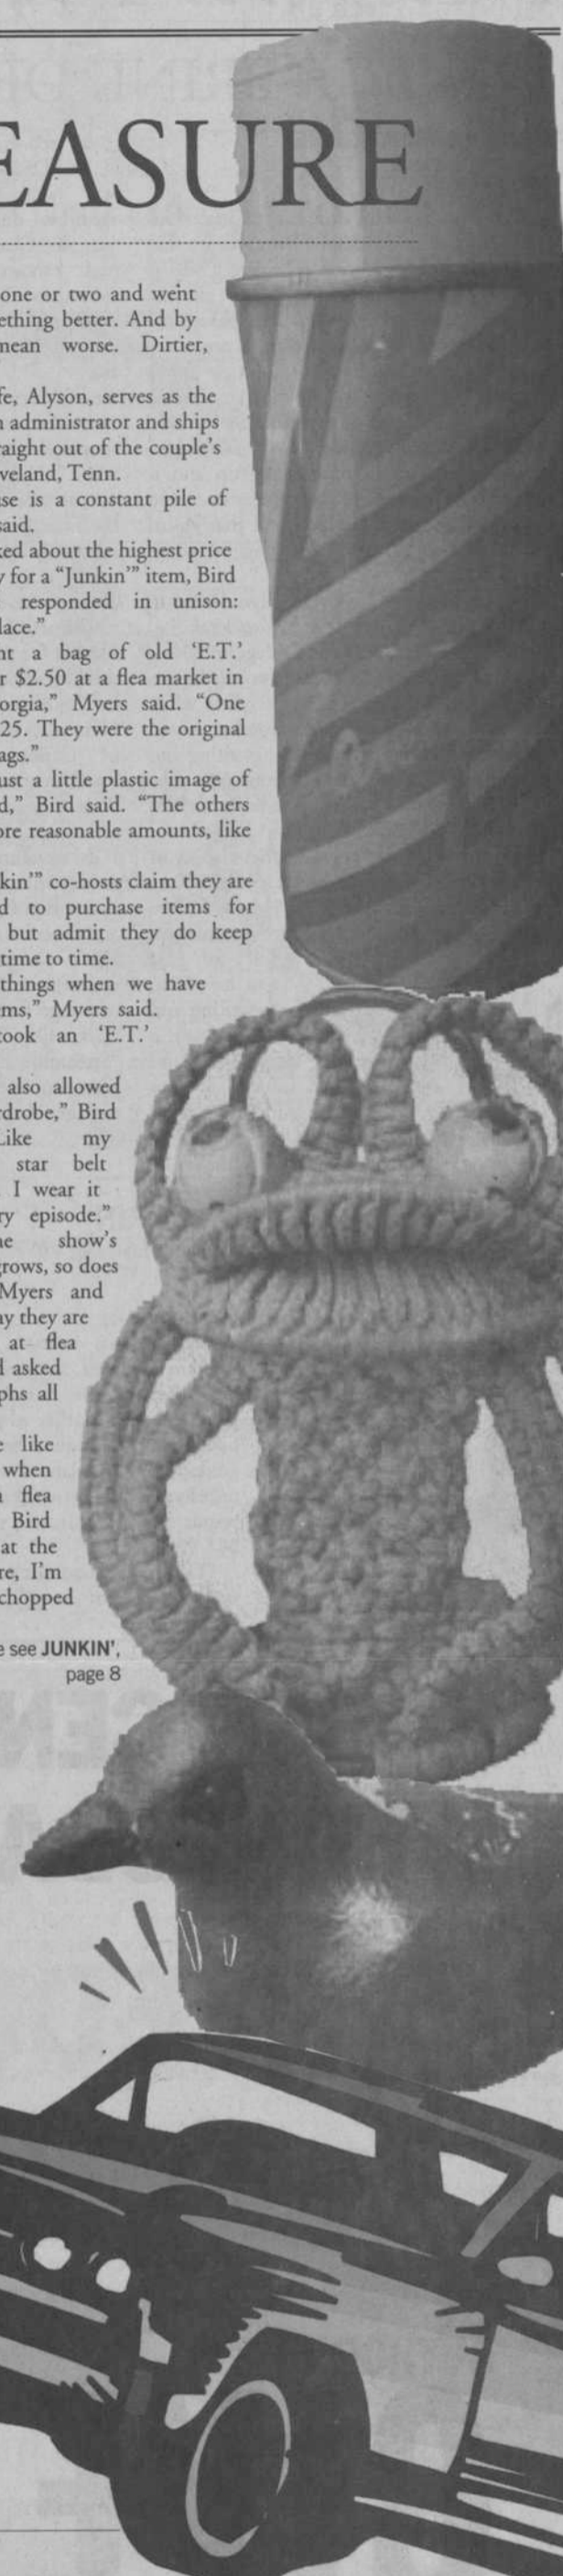 EASURE
one or two and went
ething better. And by
mean worse. Dirtier,
fe, Alyson, serves as the
n administrator and ships
raight out of the couple's
veland, Tenn.
se is a constant pile of
said.
ked about the highest price
y for a "Junkin'" item, Bird
responded in unison:
lace."
ht a bag of old 'E.T.'
r $2.50 at a flea market in
orgia," Myers said. "One
25. They were the original
ags."
ust a little plastic image of
d," Bird said. "The others
ore reasonable amounts, like
kin'" co-hosts claim they are
d to purchase items for
but admit they do keep
time to time.
things when we have
ms," Myers said.
took an 'E.T.'
also allowed
rdrobe," Bird
Like my
star belt
I wear it
ry episode."
he show's
grows, so does
Myers and
ay they are
at flea
d asked
phs all
e like
when
a flea
Bird
at the
re, I'm
chopped
e see JUNKIN',
page 8